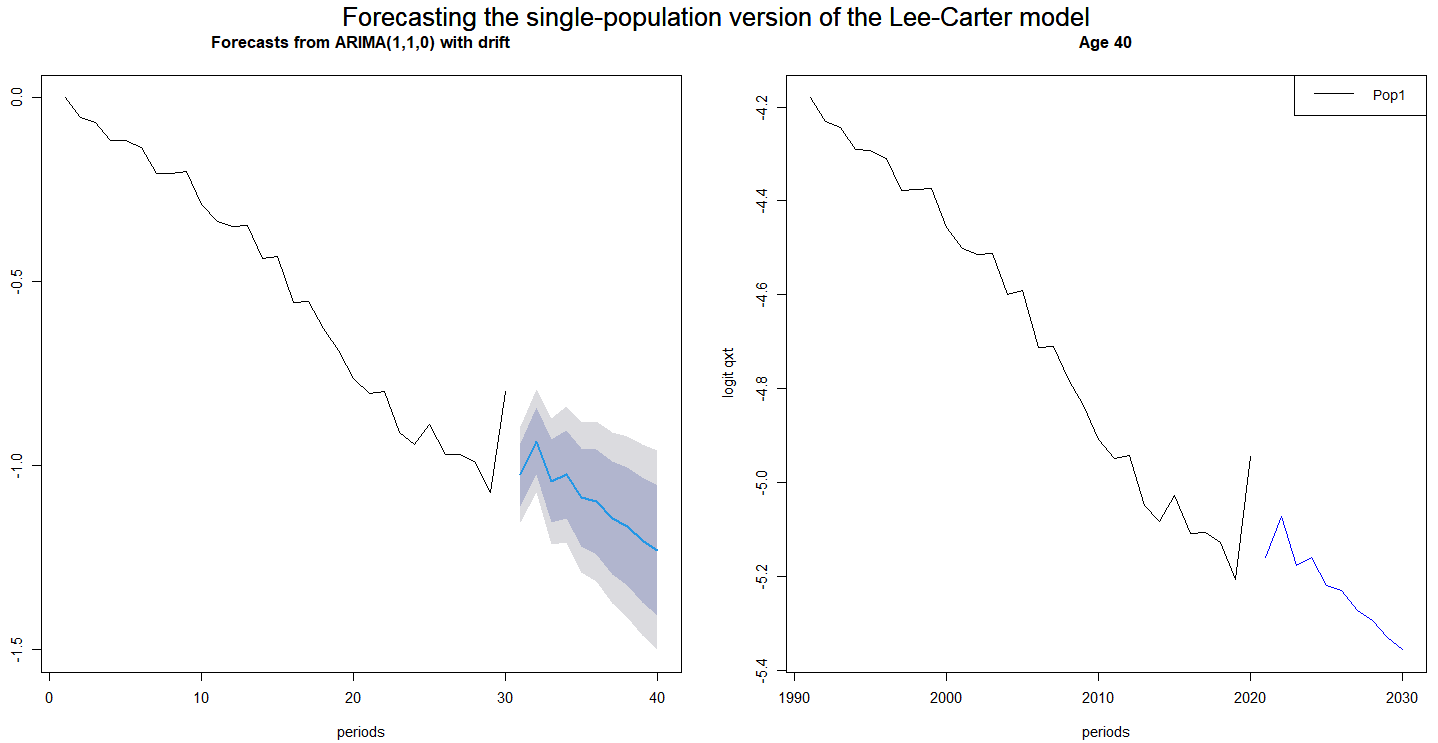 Forecasting the single-population version of the Lee-Carter model
Forecasts from ARIMA(1,1,0) with drift
0.0
-0.5
-1.0
-1.5
0 10 20 30 40
periods
Age 40
Pop1
logit qxt
-4.2
-4.4
-4.6
-4.8
-5.0
-5.2
-5.4
1990 2000 2010 2020 2030
periods